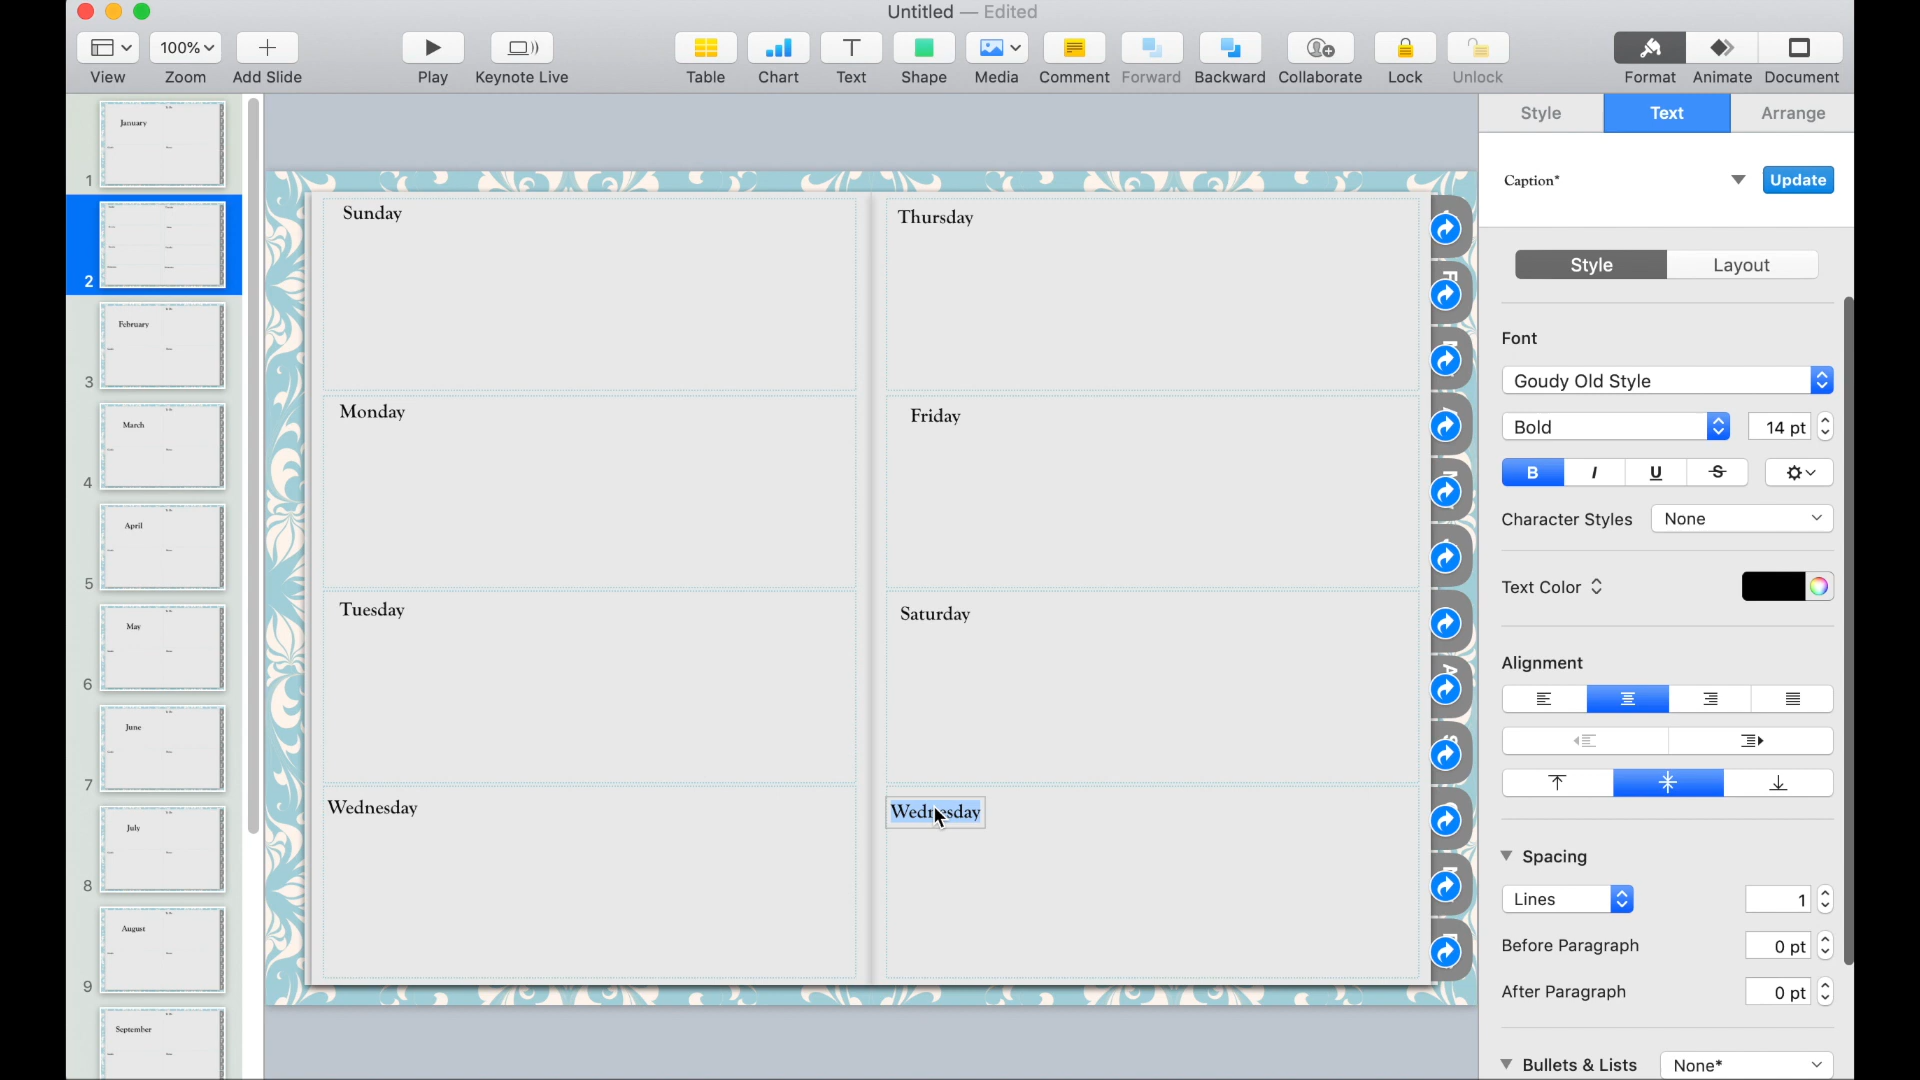 Untitled — Edited
100%
View Zoom Add Slide Play Keynote Live Table Chart Text Shape Media Comment Forward Backward Collaborate Lock Unlock Format Animate Document
Style Text Arrange
Caption* Update
Style Layout
Font
Goudy Old Style
Bold 14 pt
B I U S
Character Styles None
Text Color
Alignment
Spacing
Lines 1
Before Paragraph 0 pt
After Paragraph 0 pt
Bullets & Lists None*
January
1
2
February
3
March
4
April
5
May
6
June
7
July
8
August
9
September
Sunday
Monday
Tuesday
Wednesday
Thursday
Friday
Saturday
Wednesday